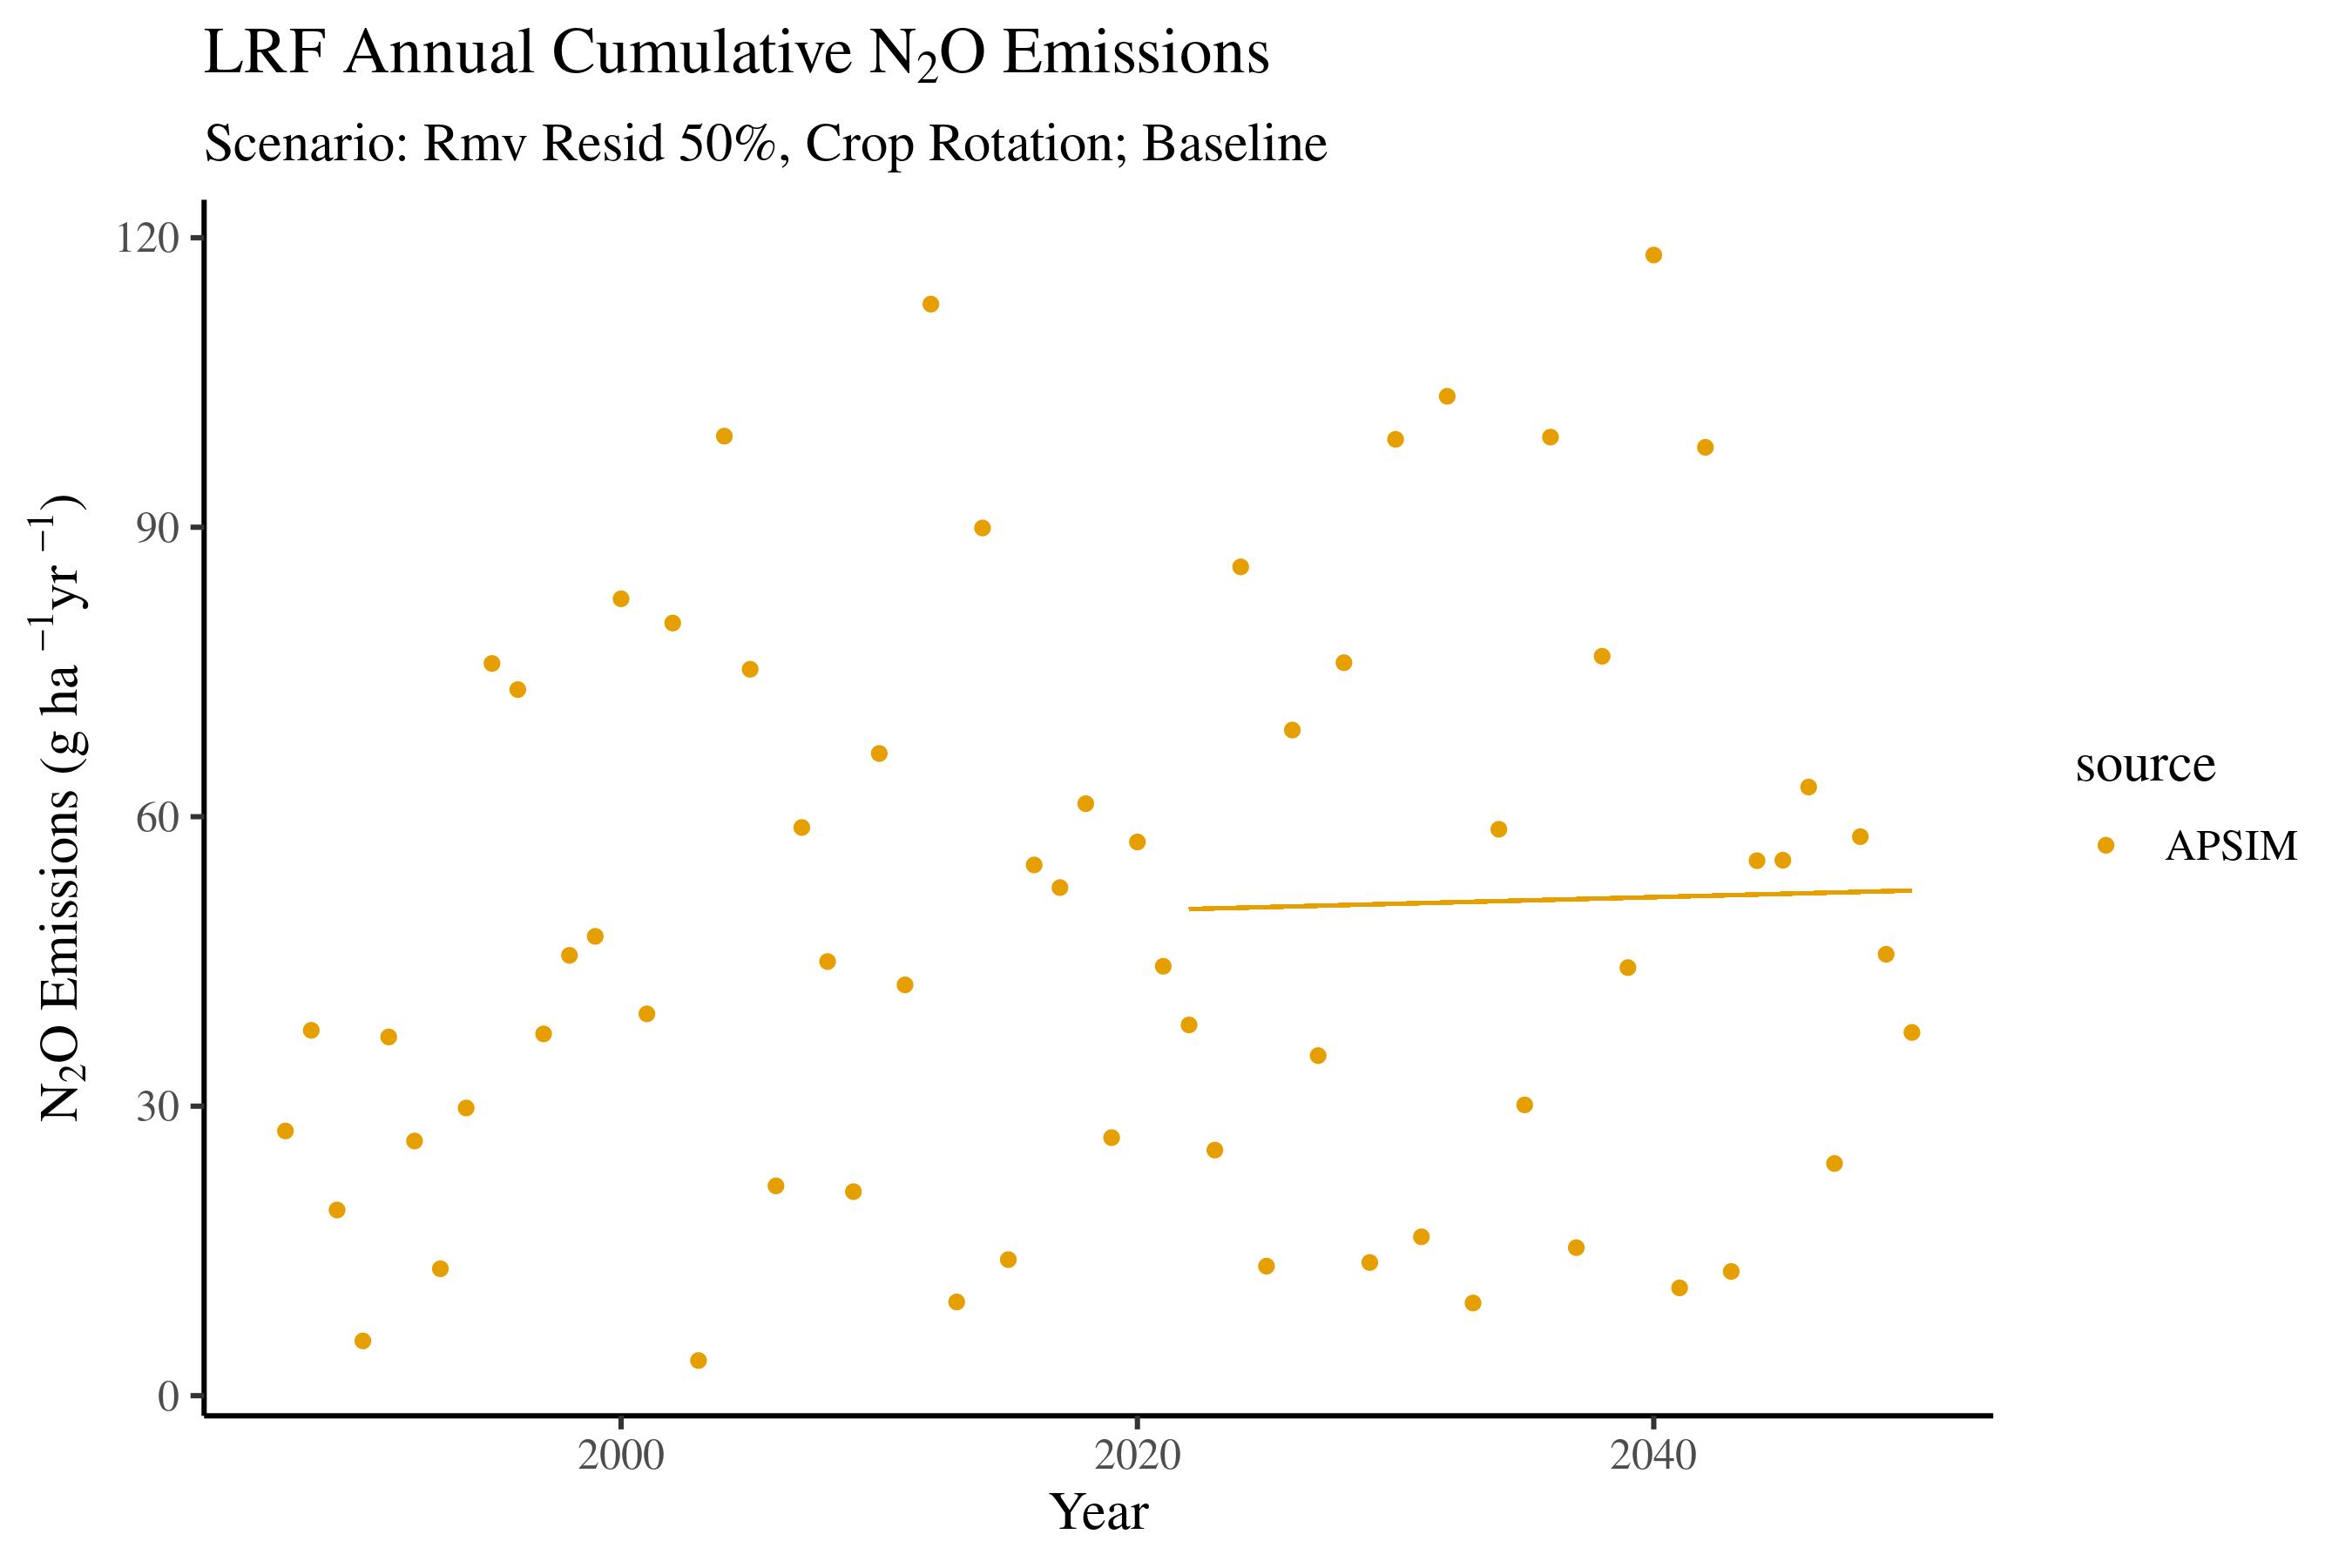 LRF Annual Cumulative N₂O Emissions
Scenario: Rmv Resid 50%, Crop Rotation; Baseline
N₂O Emissions (g ha⁻¹yr⁻¹)
120
90
60
30
0
2000 2020 2040
Year
source
APSIM